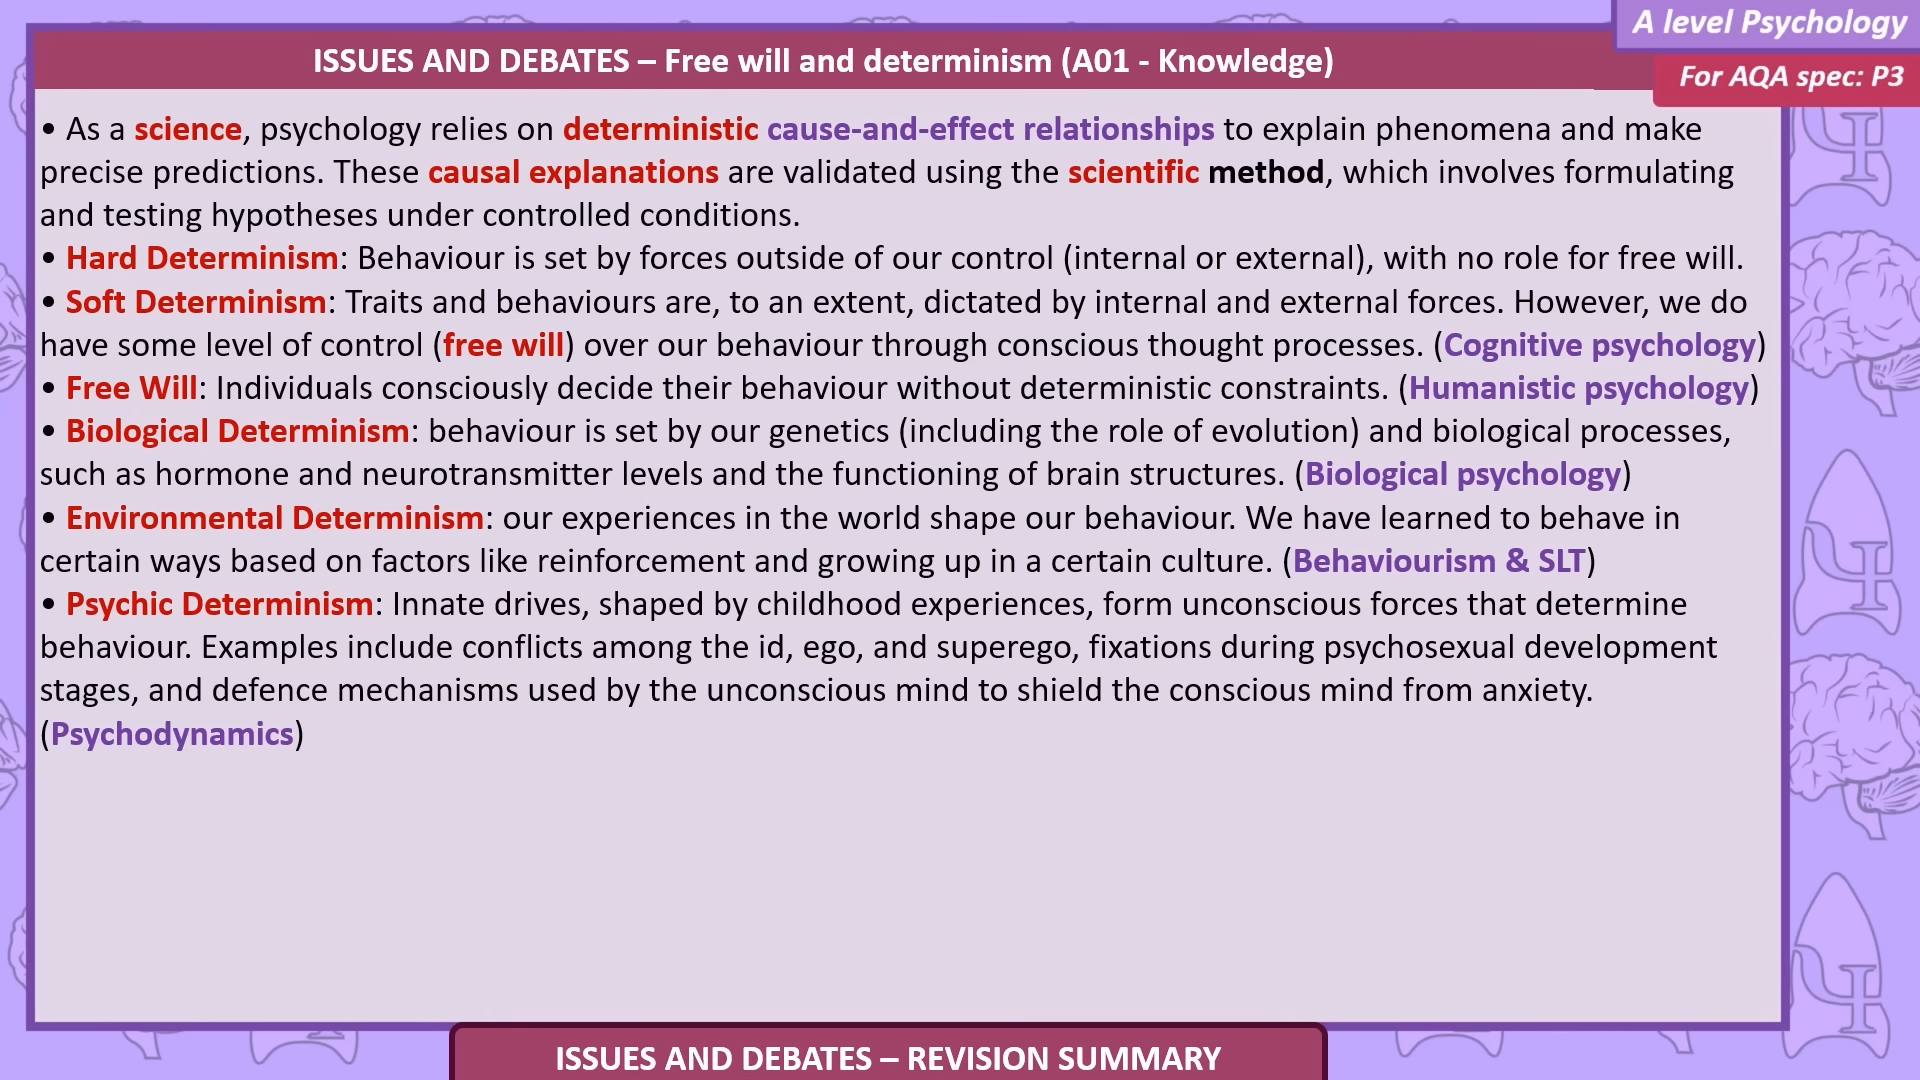 A level Psychology
ISSUES AND DEBATES – Free will and determinism (A01 - Knowledge)
For AQA spec: P3
• As a science, psychology relies on deterministic cause-and-effect relationships to explain phenomena and make
precise predictions. These causal explanations are validated using the scientific method, which involves formulating
and testing hypotheses under controlled conditions.
• Hard Determinism: Behaviour is set by forces outside of our control (internal or external), with no role for free will.
• Soft Determinism: Traits and behaviours are, to an extent, dictated by internal and external forces. However, we do
have some level of control (free will) over our behaviour through conscious thought processes. (Cognitive psychology)
• Free Will: Individuals consciously decide their behaviour without deterministic constraints. (Humanistic psychology)
• Biological Determinism: behaviour is set by our genetics (including the role of evolution) and biological processes,
such as hormone and neurotransmitter levels and the functioning of brain structures. (Biological psychology)
• Environmental Determinism: our experiences in the world shape our behaviour. We have learned to behave in
certain ways based on factors like reinforcement and growing up in a certain culture. (Behaviourism & SLT)
• Psychic Determinism: Innate drives, shaped by childhood experiences, form unconscious forces that determine
behaviour. Examples include conflicts among the id, ego, and superego, fixations during psychosexual development
stages, and defence mechanisms used by the unconscious mind to shield the conscious mind from anxiety.
(Psychodynamics)
ISSUES AND DEBATES – REVISION SUMMARY